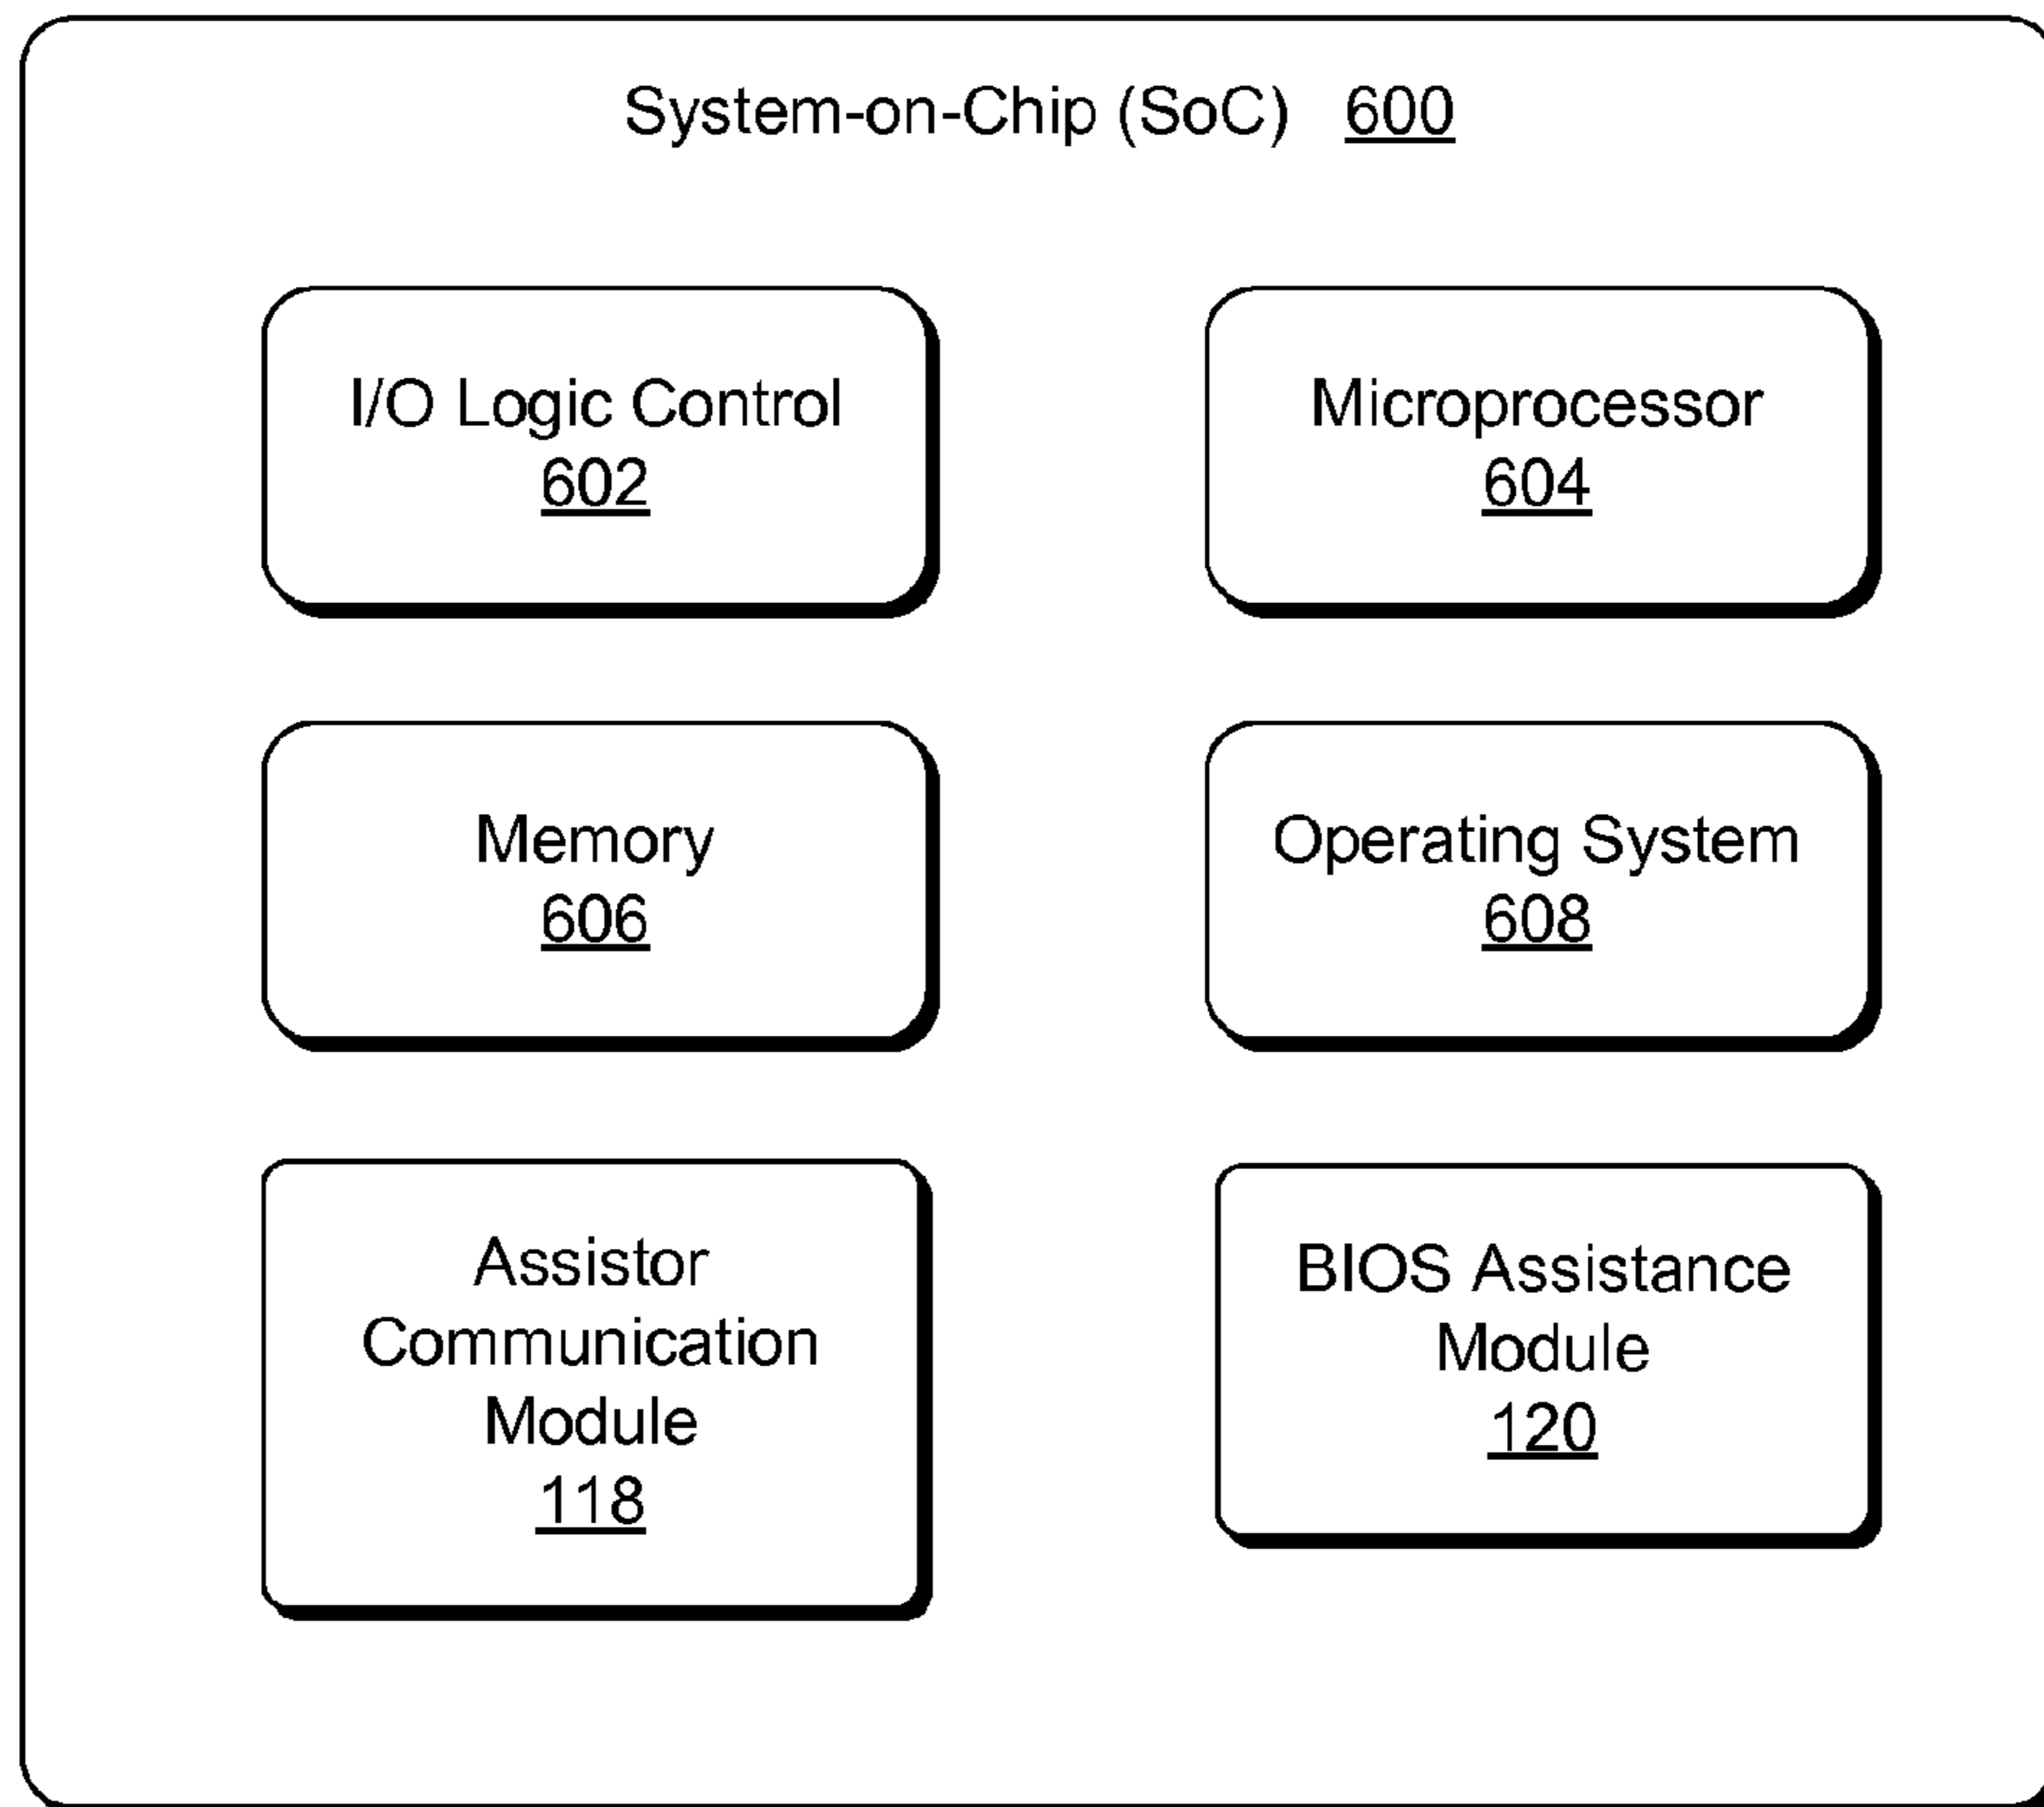 System-on-Chip (SoC) 600
I/O Logic Control
602
Microprocessor
604
Memory
606
Operating System
608
Assistor
Communication
Module
118
BIOS Assistance
Module
120